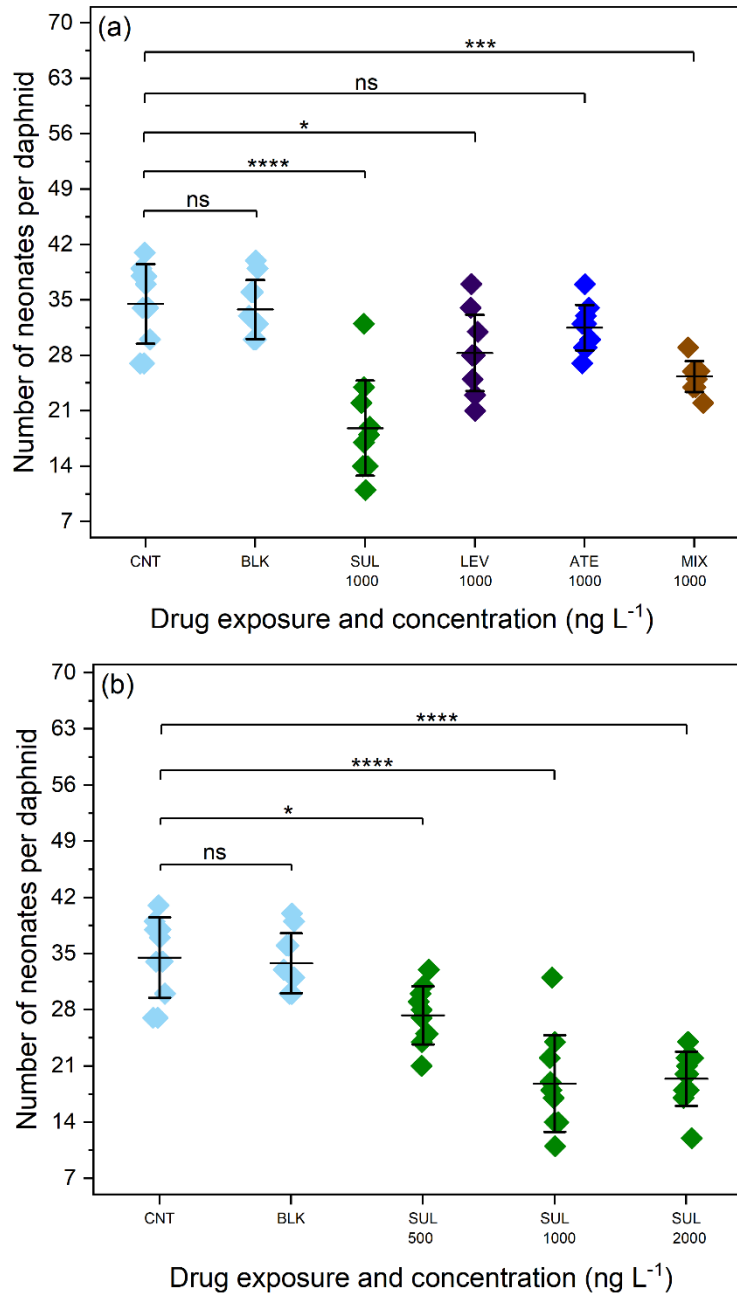 (a)
70
63
56
49
42
35
28
21
14
7
Number of neonates per daphnid
***
ns
*
****
ns
CNT BLK SUL LEV ATE MIX
1000 1000 1000 1000
Drug exposure and concentration (ng L⁻¹)
(b)
70
63
56
49
42
35
28
21
14
7
Number of neonates per daphnid
****
****
*
ns
CNT BLK SUL SUL SUL
500 1000 2000
Drug exposure and concentration (ng L⁻¹)